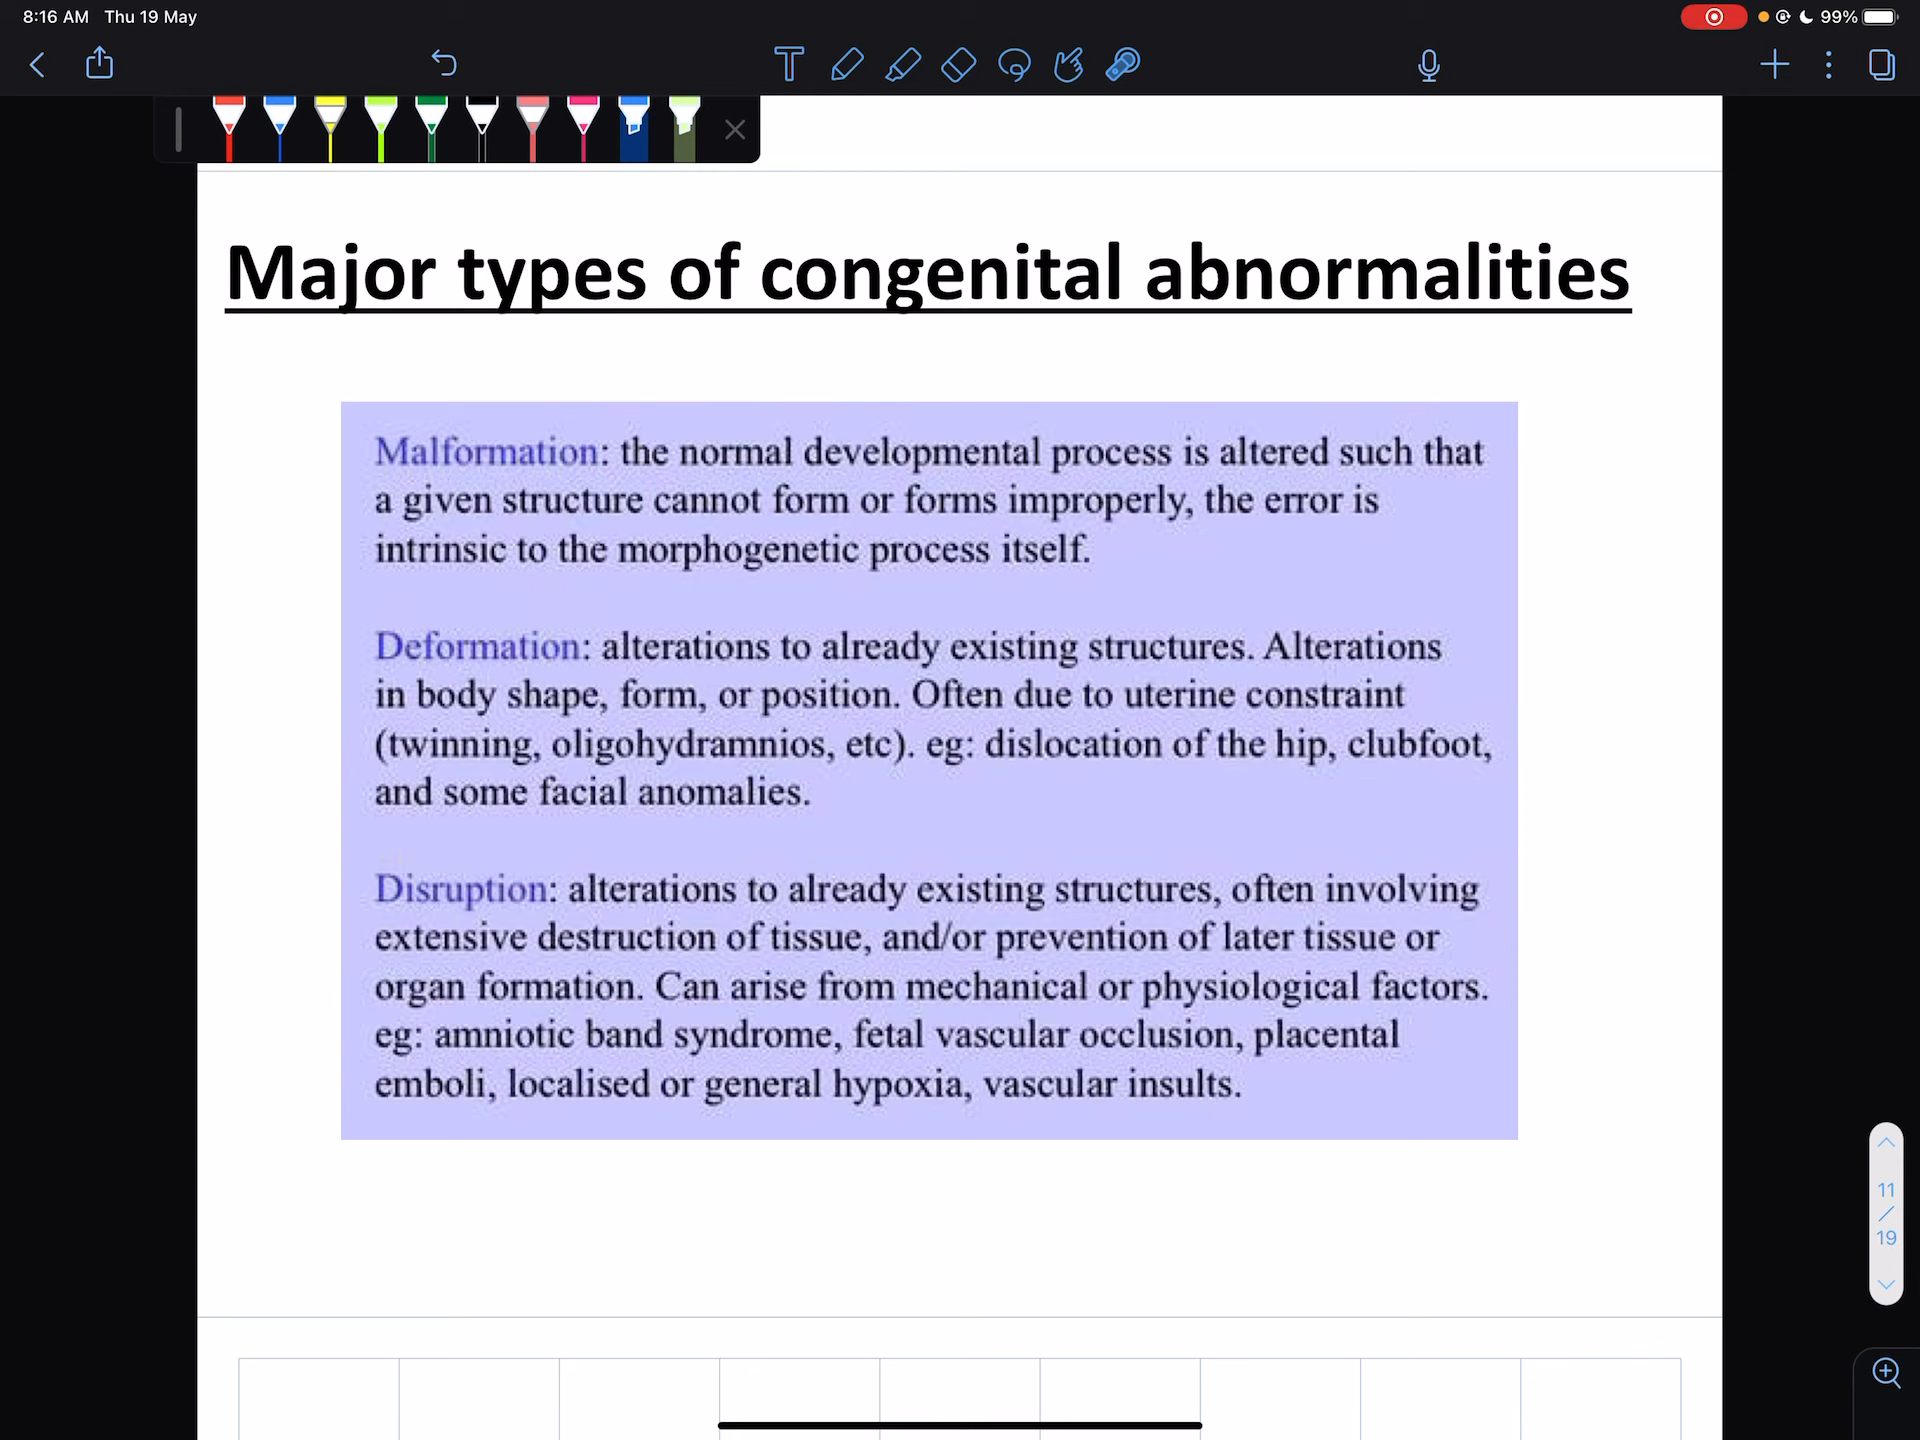 8:16 AM Thu 19 May
99%
Major types of congenital abnormalities
Malformation: the normal developmental process is altered such that
a given structure cannot form or forms improperly, the error is
intrinsic to the morphogenetic process itself.
Deformation: alterations to already existing structures. Alterations
in body shape, form, or position. Often due to uterine constraint
(twinning, oligohydramnios, etc). eg: dislocation of the hip, clubfoot,
and some facial anomalies.
Disruption: alterations to already existing structures, often involving
extensive destruction of tissue, and/or prevention of later tissue or
organ formation. Can arise from mechanical or physiological factors.
eg: amniotic band syndrome, fetal vascular occlusion, placental
emboli, localised or general hypoxia, vascular insults.
11
/
19